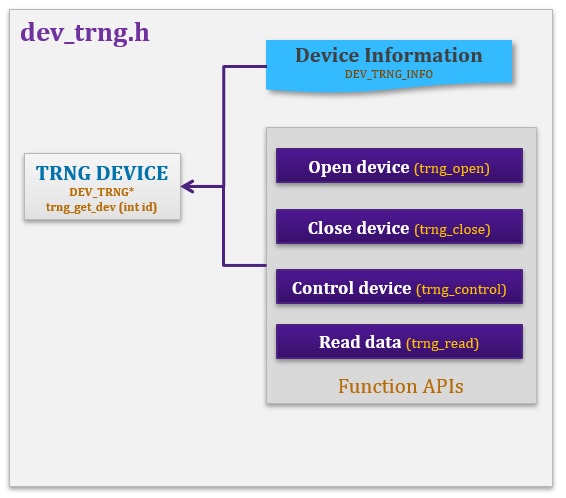 dev_trng.h
Device Information
DEV_TRNG_INFO
TRNG DEVICE
DEV_TRNG*
trng_get_dev (int id)
Open device (trng_open)
Close device (trng_close)
Control device (trng_control)
Read data (trng_read)
Function APIs